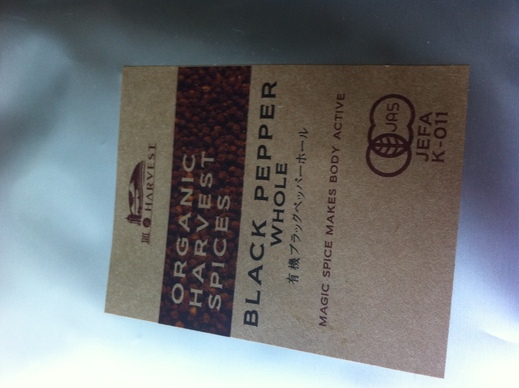 HARVEST
ORGANIC
HARVEST
SPICES
BLACK PEPPER
WHOLE
有機ブラックペッパーホール
MAGIC SPICE MAKES BODY ACTIVE
JAS
JEFA
K-011